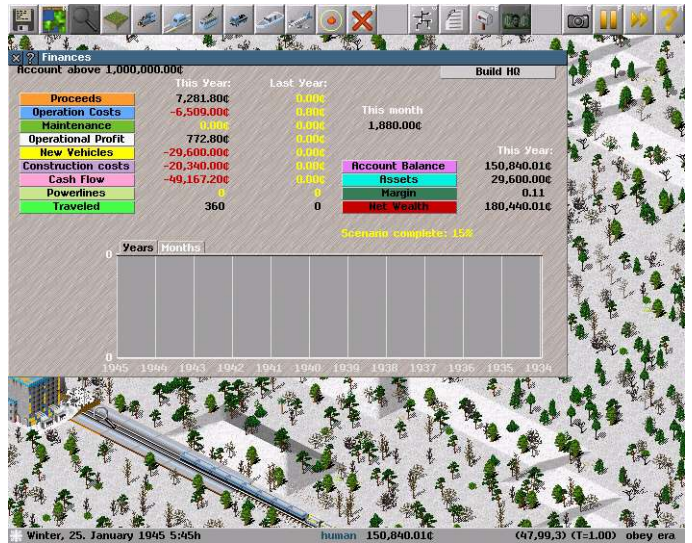 Finances
Account above 1,000,000.00¢
Build HQ
This Year: Last Year:
Proceeds 7,281.80¢ 0.00¢ This month
Operation Costs -6,509.00¢ 0.00¢ 1,880.00¢
Maintenance 0.00¢ 0.00¢
Operational Profit 772.80¢ 0.00¢
New Vehicles -29,600.00¢ 0.00¢ This Year:
Construction costs -20,340.00¢ 0.00¢ Account Balance 150,840.01¢
Cash Flow -49,167.20¢ 0.00¢ Assets 29,600.00¢
Powerlines 0 0 Margin 0.11
Traveled 360 0 Net Wealth 180,440.01¢
Scenario complete: 15%
Years Months
0
0
1945 1944 1943 1942 1941 1940 1939 1938 1937 1936 1935 1934
Winter, 25. January 1945 5:45h human 150,840.01¢ (47,99,3) (T=1.00) obey era